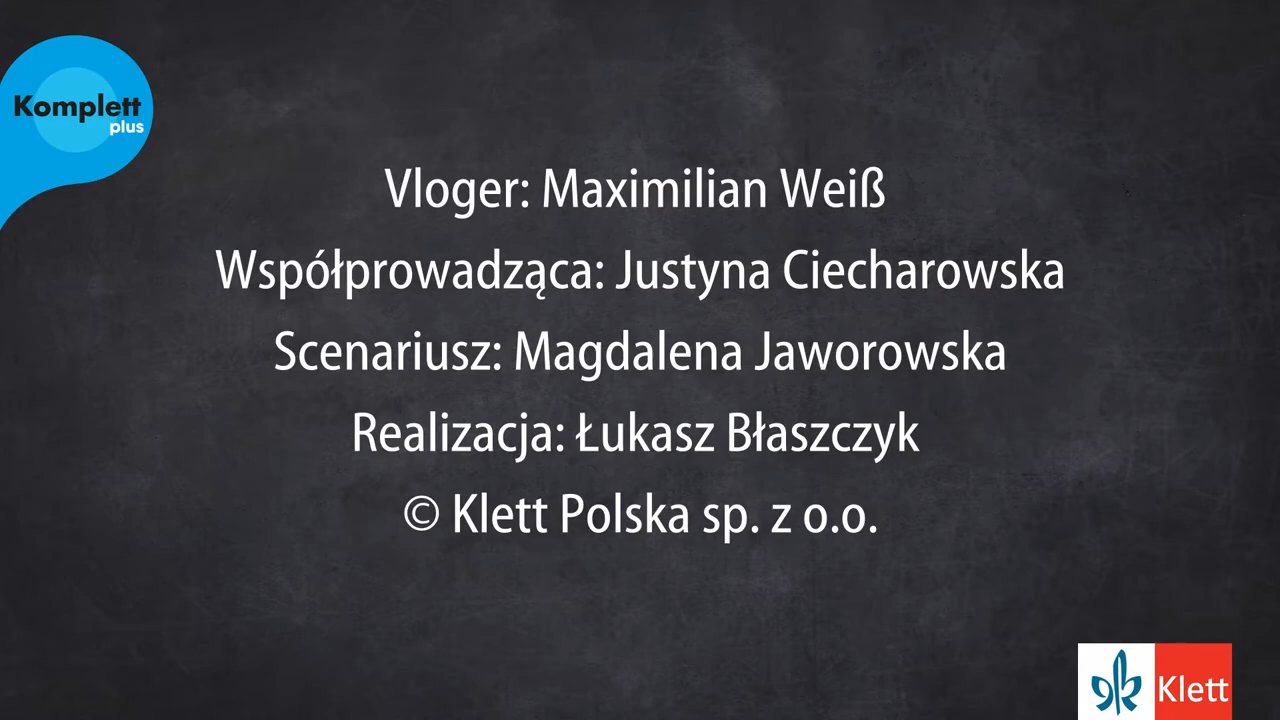 Komplett
plus
Vloger: Maximilian Weiß
Współprowadząca: Justyna Ciecharowska
Scenariusz: Magdalena Jaworowska
Realizacja: Łukasz Błaszczyk
© Klett Polska sp. z o.o.
Klett